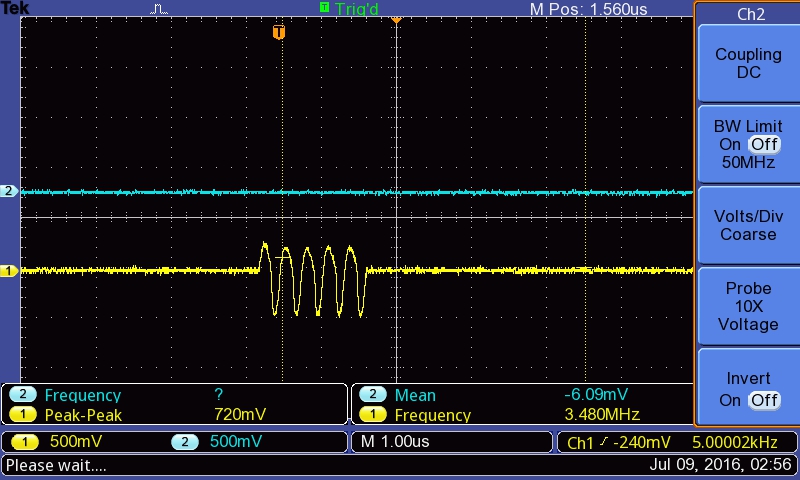 Tek
T Trig'd
M Pos: 1.560us
Ch2
T
Coupling
DC
BW Limit
On Off
50MHz
2
Volts/Div
Coarse
1
Probe
10X
Voltage
Invert
On Off
2 Frequency ?
1 Peak-Peak 720mV
2 Mean -6.09mV
1 Frequency 3.480MHz
1 500mV 2 500mV M 1.00us Ch1 -240mV 5.00002kHz
Please wait.... Jul 09, 2016, 02:56